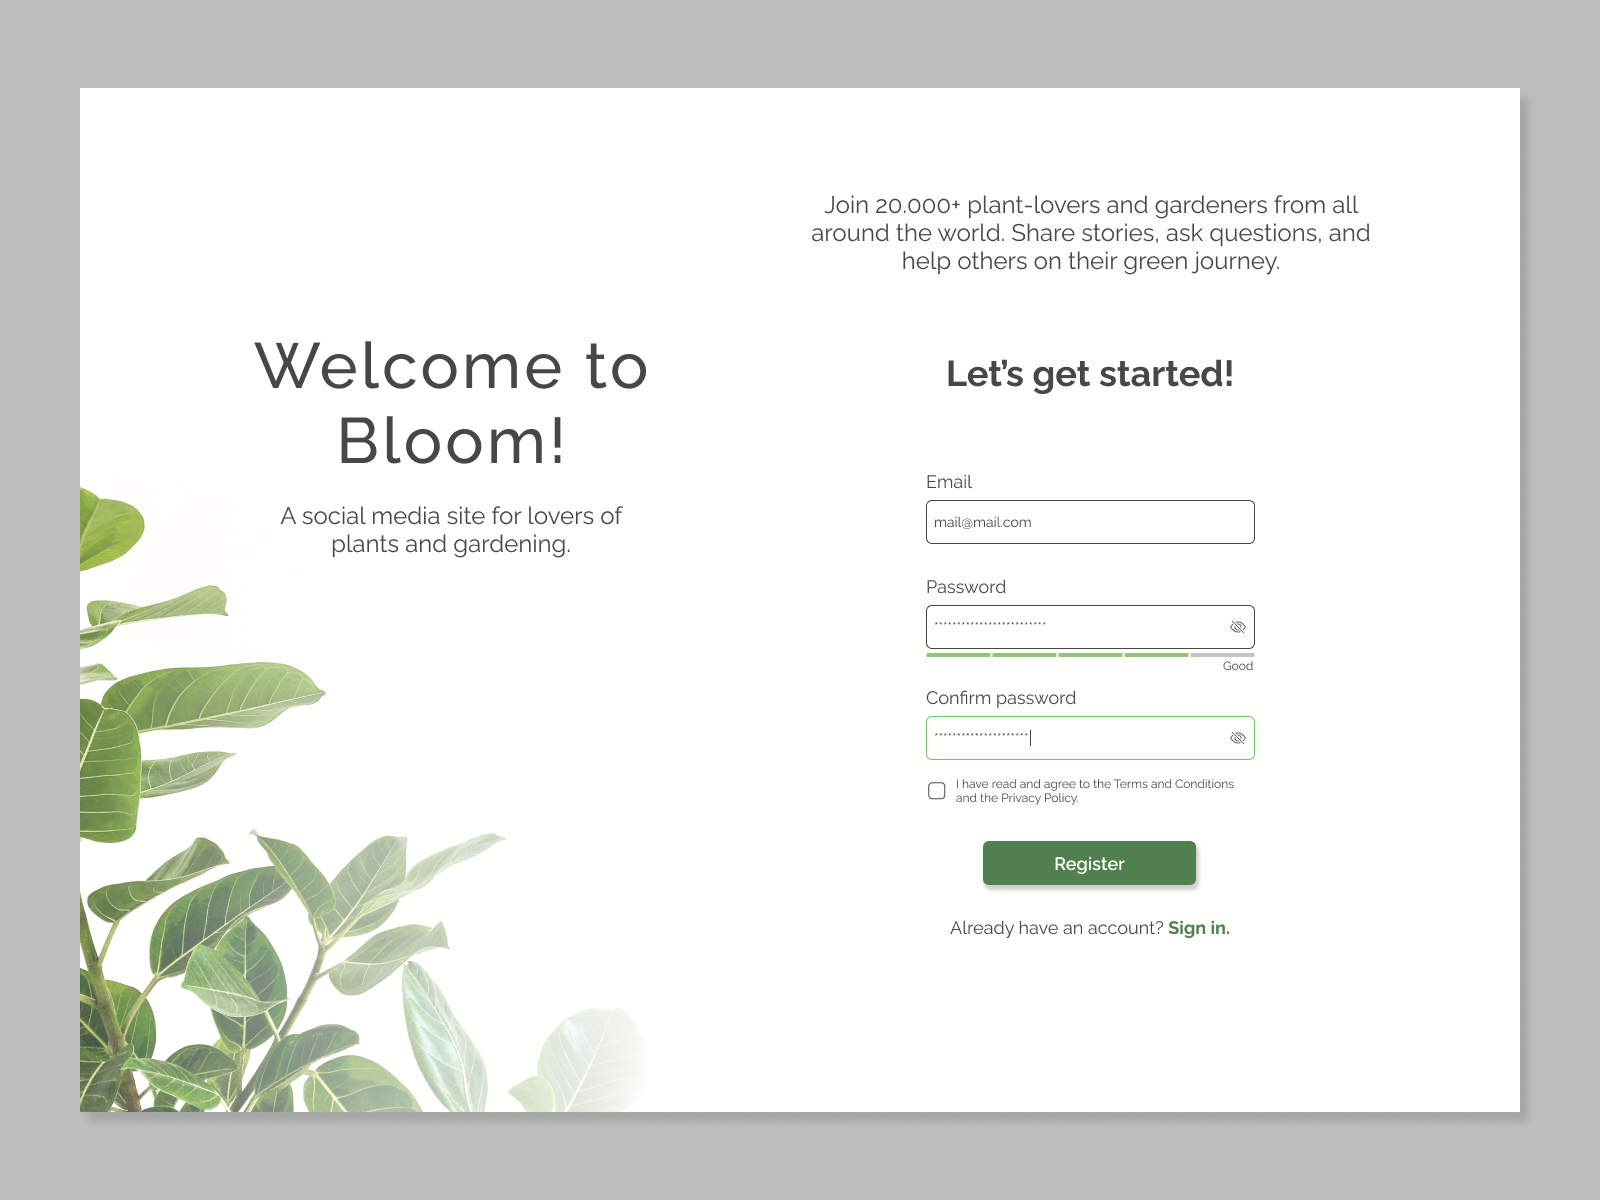 Welcome to
Bloom!
A social media site for lovers of
plants and gardening.
Join 20.000+ plant-lovers and gardeners from all
around the world. Share stories, ask questions, and
help others on their green journey.
Let’s get started!
Email
mail@mail.com
Password
*************************
Good
Confirm password
*********************
I have read and agree to the Terms and Conditions
and the Privacy Policy.
Register
Already have an account? Sign in.